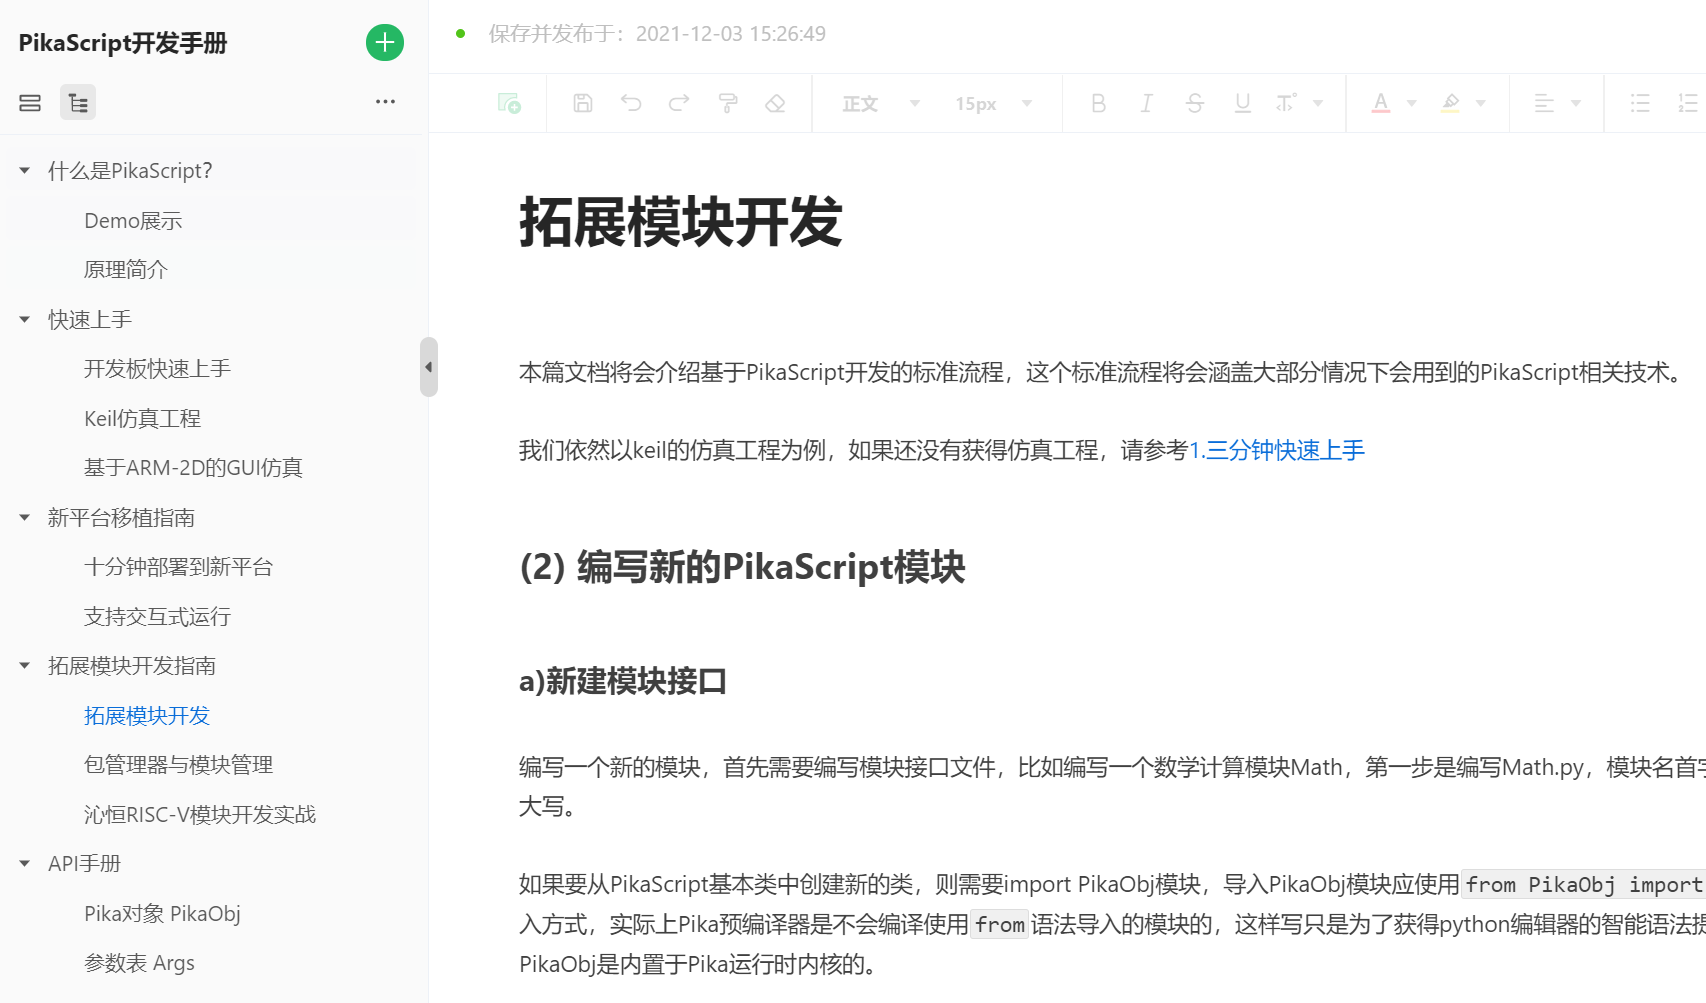 PikaScript开发手册
什么是PikaScript?
Demo展示
原理简介
快速上手
开发板快速上手
Keil仿真工程
基于ARM-2D的GUI仿真
新平台移植指南
十分钟部署到新平台
支持交互式运行
拓展模块开发指南
拓展模块开发
包管理器与模块管理
沁恒RISC-V模块开发实战
API手册
Pika对象 PikaObj
参数表 Args
保存并发布于：2021-12-03 15:26:49
正文 15px
拓展模块开发
本篇文档将会介绍基于PikaScript开发的标准流程，这个标准流程将会涵盖大部分情况下会用到的PikaScript相关技术。
我们依然以keil的仿真工程为例，如果还没有获得仿真工程，请参考1.三分钟快速上手
(2) 编写新的PikaScript模块
a)新建模块接口
编写一个新的模块，首先需要编写模块接口文件，比如编写一个数学计算模块Math，第一步是编写Math.py，模块名首字
大写。
如果要从PikaScript基本类中创建新的类，则需要import PikaObj模块，导入PikaObj模块应使用from PikaObj import
入方式，实际上Pika预编译器是不会编译使用from语法导入的模块的，这样写只是为了获得python编辑器的智能语法提
PikaObj是内置于Pika运行时内核的。